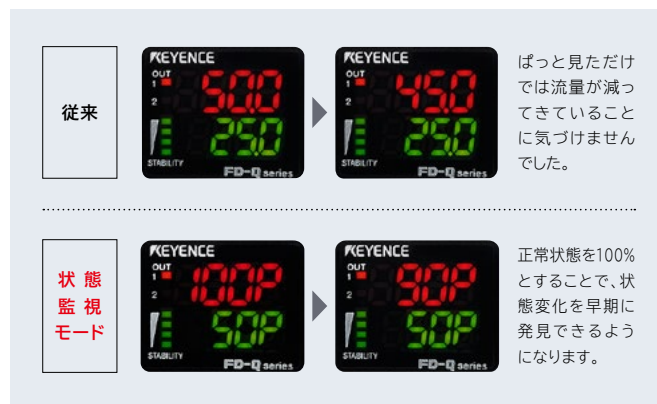 従来
KEYENCE
OUT
1
50.0
2
25.0
STABILITY
FD-Q series
KEYENCE
OUT
1
45.0
2
25.0
STABILITY
FD-Q series
ぱっと見ただけ
では流量が減っ
てきていること
に気づけません
でした。
状態
監視
モード
KEYENCE
OUT
1
100P
2
50P
STABILITY
FD-Q series
KEYENCE
OUT
1
90P
2
50P
STABILITY
FD-Q series
正常状態を100%
とすることで、状
態変化を早期に
発見できるよう
になります。